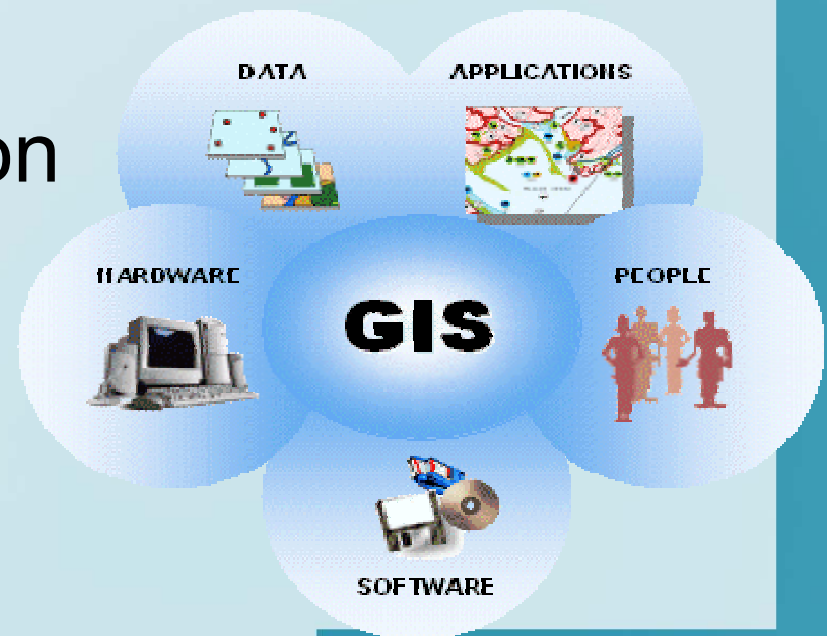 DATA
APPLICATIONS
on
HARDWARE
PEOPLE
GIS
SOFTWARE